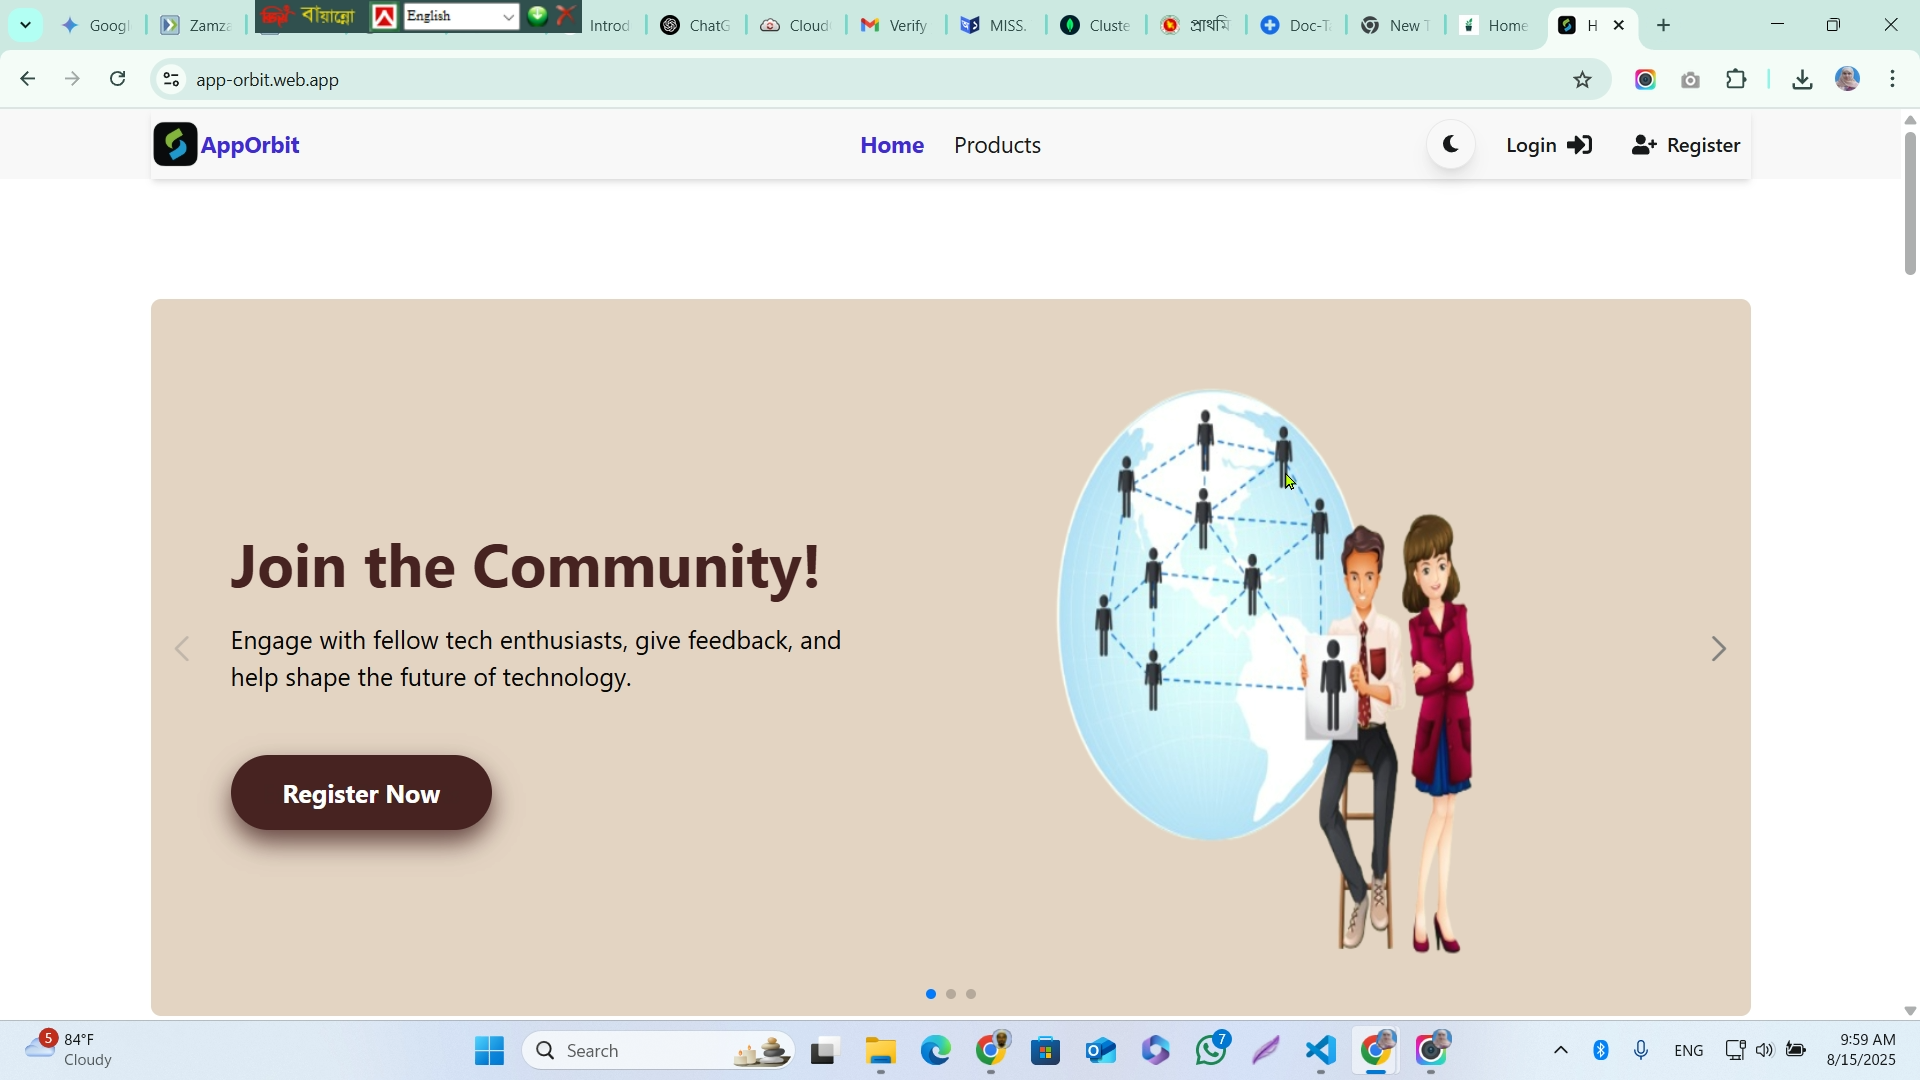 Googl
Zamza
বায়ান্নো
English
Introd
ChatG
Cloud
Verify
MISS.
Cluste
প্রাথমি
Doc-T
New T
Home
H
app-orbit.web.app
AppOrbit
Home
Products
Login
Register
Join the Community!
Engage with fellow tech enthusiasts, give feedback, and
help shape the future of technology.
Register Now
5
84°F
Cloudy
Search
7
ENG
9:59 AM
8/15/2025